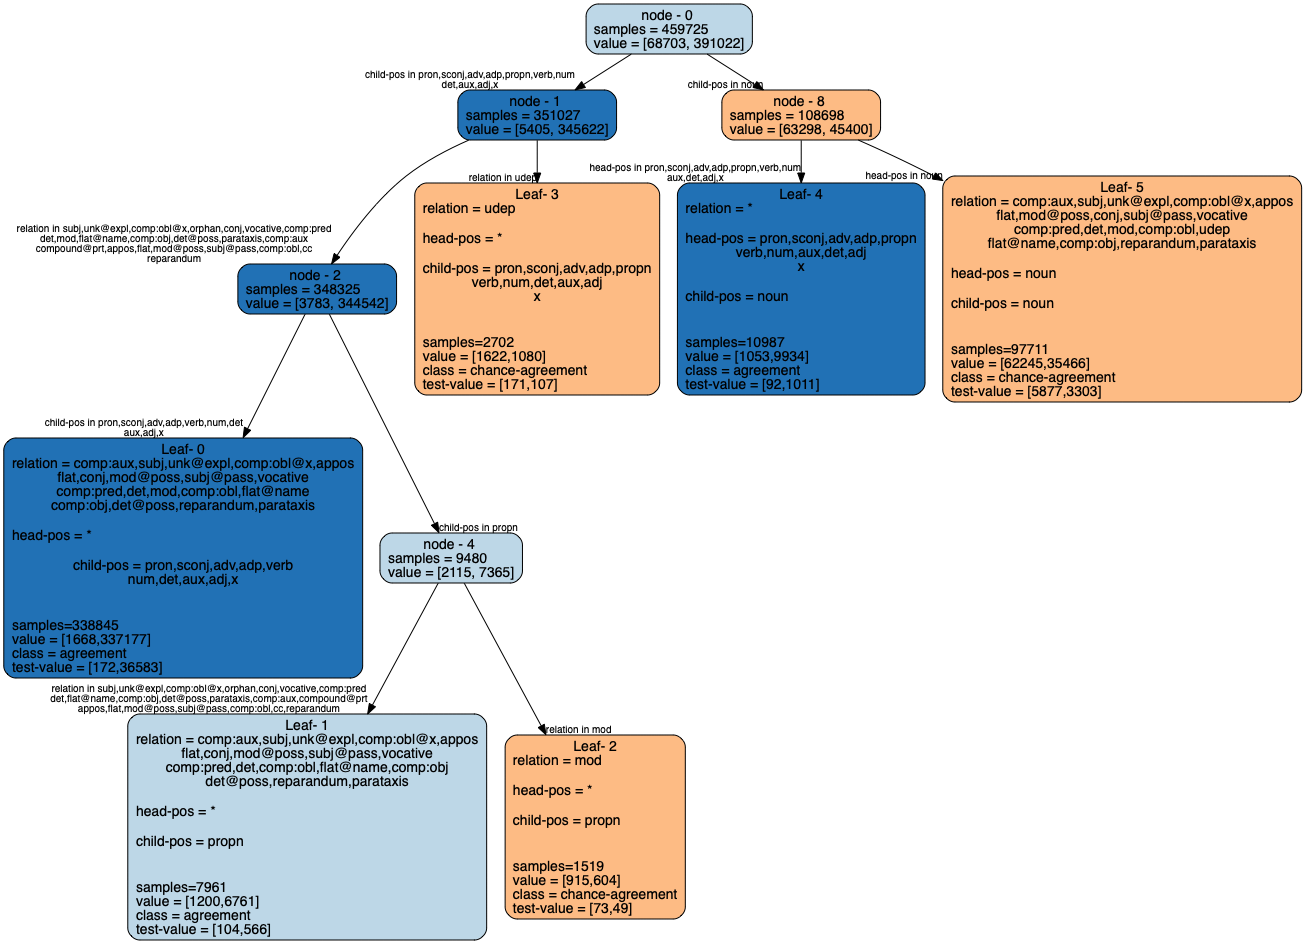 node - 0
samples = 459725
value = [68703, 391022]
child-pos in pron,sconj,adv,adp,propn,verb,num
det,aux,adj,x
child-pos in noun
node - 1
samples = 351027
value = [5405, 345622]
node - 8
samples = 108698
value = [63298, 45400]
relation in udep
head-pos in pron,sconj,adv,adp,propn,verb,num
aux,det,adj,x
head-pos in noun
Leaf- 3
relation = udep
head-pos = *
child-pos = pron,sconj,adv,adp,propn
verb,num,det,aux,adj
x
samples=2702
value = [1622,1080]
class = chance-agreement
test-value = [171,107]
Leaf- 4
relation = *
head-pos = pron,sconj,adv,adp,propn
verb,num,aux,det,adj
x
child-pos = noun
samples=10987
value = [1053,9934]
class = agreement
test-value = [92,1011]
Leaf- 5
relation = comp:aux,subj,unk@expl,comp:obl@x,appos
flat,mod@poss,conj,subj@pass,vocative
comp:pred,det,mod,comp:obl,udep
flat@name,comp:obj,reparandum,parataxis
head-pos = noun
child-pos = noun
samples=97711
value = [62245,35466]
class = chance-agreement
test-value = [5877,3303]
relation in subj,unk@expl,comp:obl@x,orphan,conj,vocative,comp:pred
det,mod,flat@name,comp:obj,det@poss,parataxis,comp:aux
compound@prt,appos,flat,mod@poss,subj@pass,comp:obl,cc
reparandum
node - 2
samples = 348325
value = [3783, 344542]
child-pos in pron,sconj,adv,adp,verb,num,det
aux,adj,x
Leaf- 0
relation = comp:aux,subj,unk@expl,comp:obl@x,appos
flat,conj,mod@poss,subj@pass,vocative
comp:pred,det,mod,comp:obl,flat@name
comp:obj,det@poss,reparandum,parataxis
head-pos = *
child-pos = pron,sconj,adv,adp,verb
num,det,aux,adj,x
samples=338845
value = [1668,337177]
class = agreement
test-value = [172,36583]
child-pos in propn
node - 4
samples = 9480
value = [2115, 7365]
relation in subj,unk@expl,comp:obl@x,orphan,conj,vocative,comp:pred
det,flat@name,comp:obj,det@poss,parataxis,comp:aux,compound@prt
appos,flat,mod@poss,subj@pass,comp:obl,cc,reparandum
Leaf- 1
relation = comp:aux,subj,unk@expl,comp:obl@x,appos
flat,conj,mod@poss,subj@pass,vocative
comp:pred,det,comp:obl,flat@name,comp:obj
det@poss,reparandum,parataxis
head-pos = *
child-pos = propn
samples=7961
value = [1200,6761]
class = agreement
test-value = [104,566]
relation in mod
Leaf- 2
relation = mod
head-pos = *
child-pos = propn
samples=1519
value = [915,604]
class = chance-agreement
test-value = [73,49]